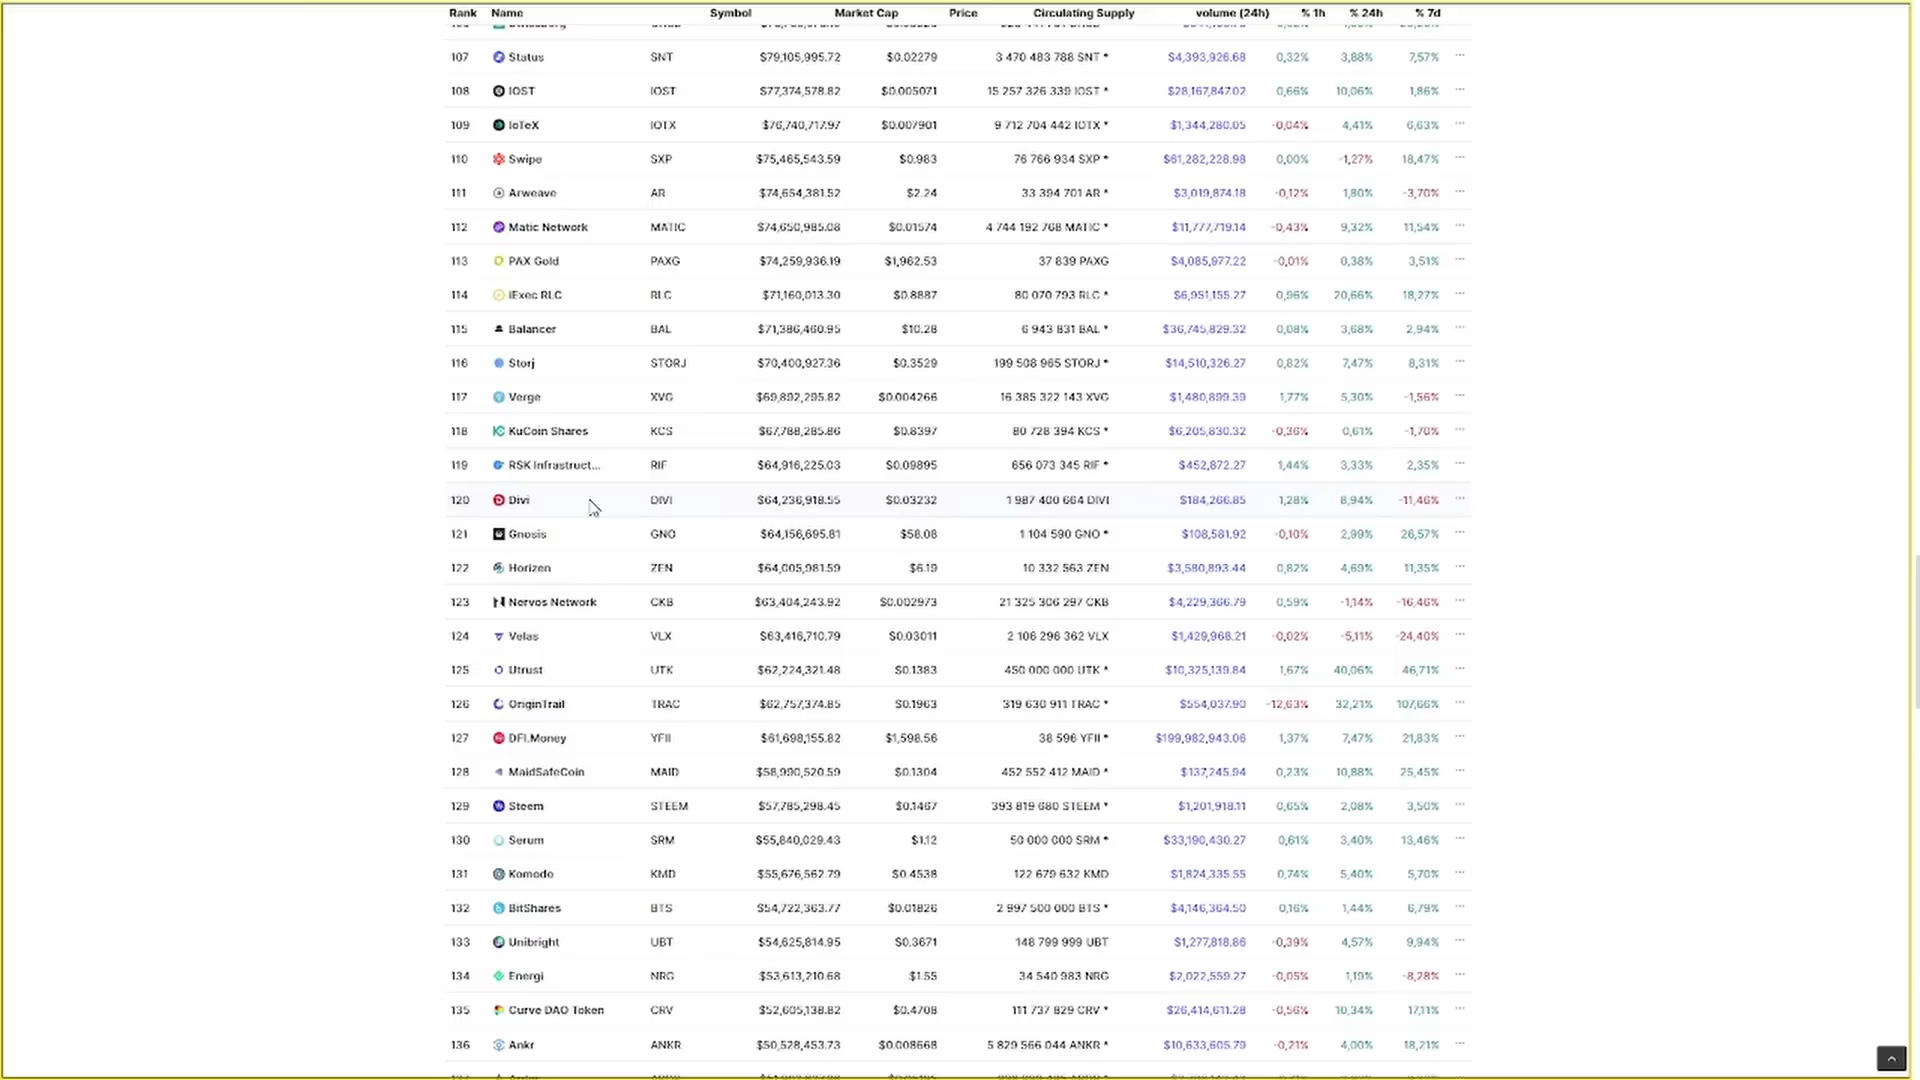 Rank Name Symbol Market Cap Price Circulating Supply volume (24h) % 1h % 24h % 7d
107 Status SNT $79,105,995.72 $0.02279 3 470 483 788 SNT * $4,393,926.68 0,32% 3,88% 7,57% ...
108 IOST IOST $77,374,578.82 $0.005071 15 257 326 339 IOST * $28,167,847.02 0,66% 10,06% 1,86% ...
109 IoTeX IOTX $76,740,717.97 $0.007901 9 712 704 442 IOTX * $1,344,280.05 -0,04% 4,41% 6,63% ...
110 Swipe SXP $75,465,543.59 $0.983 76 766 934 SXP * $61,282,228.98 0,00% -1,27% 18,47% ...
111 Arweave AR $74,654,381.52 $2.24 33 394 701 AR * $3,019,874.18 -0,12% 1,80% -3,70% ...
112 Matic Network MATIC $74,650,985.08 $0.01574 4 744 192 768 MATIC * $11,777,719.14 -0,43% 9,32% 11,54% ...
113 PAX Gold PAXG $74,259,936.19 $1,962.53 37 839 PAXG $4,085,977.22 -0,01% 0,38% 3,51% ...
114 iExec RLC RLC $71,160,013.30 $0.8887 80 070 793 RLC * $6,951,155.27 0,96% 20,66% 18,27% ...
115 Balancer BAL $71,386,460.95 $10.28 6 943 831 BAL * $36,745,829.32 0,08% 3,68% 2,94% ...
116 Storj STORJ $70,400,927.36 $0.3529 199 508 965 STORJ * $14,510,326.27 0,82% 7,47% 8,31% ...
117 Verge XVG $69,892,295.82 $0.004266 16 385 322 143 XVG $1,480,899.39 1,77% 5,30% -1,56% ...
118 KuCoin Shares KCS $67,788,285.86 $0.8397 80 728 394 KCS * $6,205,830.32 -0,36% 0,61% -1,70% ...
119 RSK Infrastruct... RIF $64,916,225.03 $0.09895 656 073 345 RIF * $452,872.27 1,44% 3,33% 2,35% ...
120 Divi DIVI $64,236,918.55 $0.03232 1 987 400 664 DIVI $184,266.85 1,28% 8,94% -11,46% ...
121 Gnosis GNO $64,156,695.81 $58.08 1 104 590 GNO * $108,581.92 -0,10% 2,99% 26,57% ...
122 Horizen ZEN $64,005,981.59 $6.19 10 332 563 ZEN $3,580,893.44 0,82% 4,69% 11,35% ...
123 Nervos Network CKB $63,404,243.92 $0.002973 21 325 306 297 CKB $4,229,366.79 0,59% -1,14% -16,46% ...
124 Velas VLX $63,416,710.79 $0.03011 2 106 296 362 VLX $1,429,968.21 -0,02% -5,11% -24,40% ...
125 Utrust UTK $62,224,321.48 $0.1383 450 000 000 UTK * $10,325,139.84 1,67% 40,06% 46,71% ...
126 OriginTrail TRAC $62,757,374.85 $0.1963 319 630 911 TRAC * $554,037.90 -12,63% 32,21% 107,66% ...
127 DFI.Money YFII $61,698,155.82 $1,598.56 38 596 YFII * $199,982,943.06 1,37% 7,47% 21,83% ...
128 MaidSafeCoin MAID $58,990,520.59 $0.1304 452 552 412 MAID * $137,245.94 0,23% 10,88% 25,45% ...
129 Steem STEEM $57,785,298.45 $0.1467 393 819 680 STEEM * $1,201,918.11 0,65% 2,08% 3,50% ...
130 Serum SRM $55,840,029.43 $1.12 50 000 000 SRM * $33,190,430.27 0,61% 3,40% 13,46% ...
131 Komodo KMD $55,676,562.79 $0.4538 122 679 632 KMD $1,824,335.55 0,74% 5,40% 5,70% ...
132 BitShares BTS $54,722,363.77 $0.01826 2 997 500 000 BTS * $4,146,364.50 0,16% 1,44% 6,79% ...
133 Unibright UBT $54,625,814.95 $0.3671 148 799 999 UBT $1,277,818.86 -0,39% 4,57% 9,94% ...
134 Energi NRG $53,613,210.68 $1.55 34 540 983 NRG $2,022,559.27 -0,05% 1,19% -8,28% ...
135 Curve DAO Token CRV $52,605,138.82 $0.4708 111 737 829 CRV * $26,414,611.28 -0,56% 10,34% 17,11% ...
136 Ankr ANKR $50,528,453.73 $0.008668 5 829 566 044 ANKR * $10,633,605.79 -0,21% 4,00% 18,21% ...